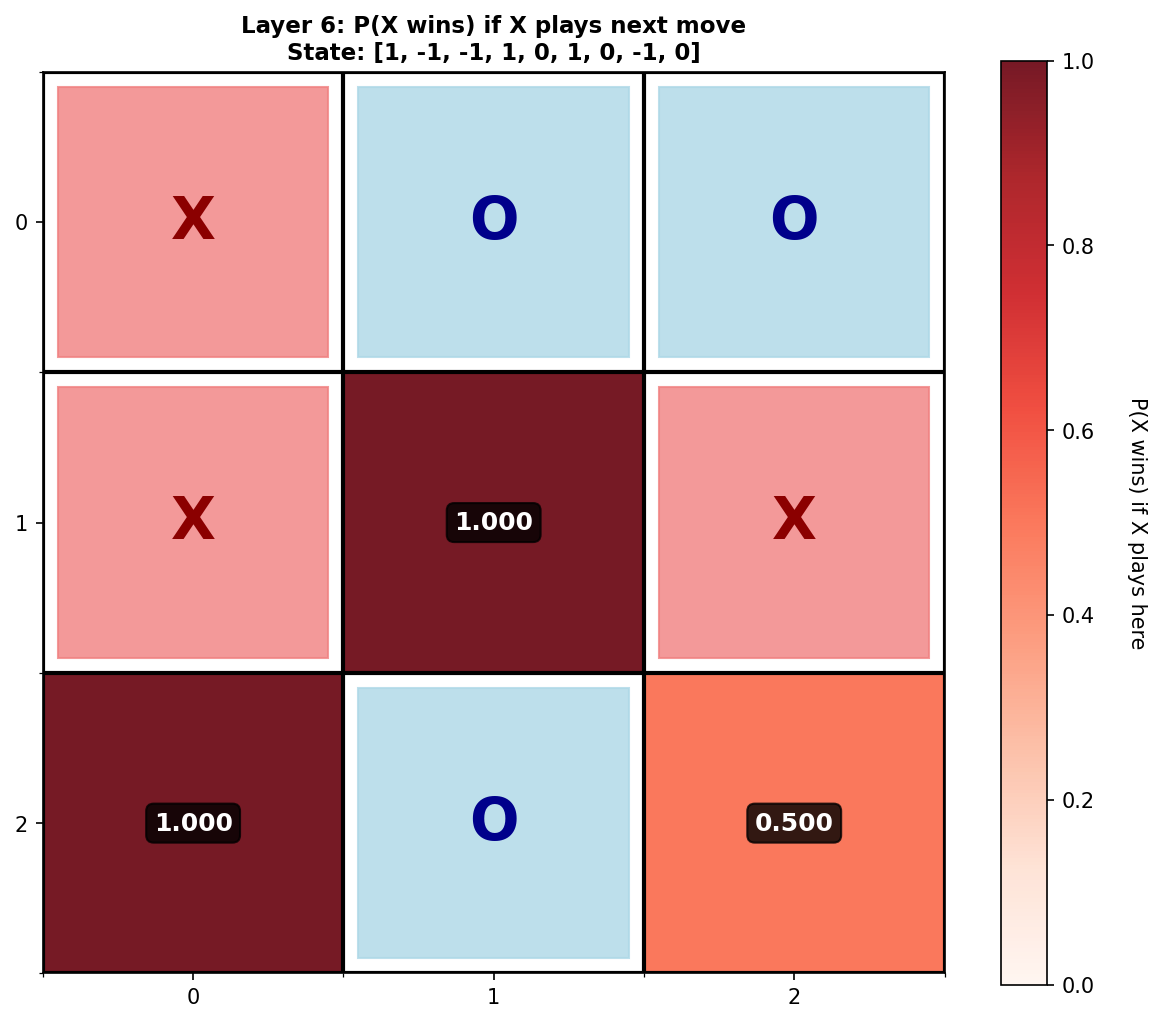 Layer 6: P(X wins) if X plays next move
State: [1, -1, -1, 1, 0, 1, 0, -1, 0]
X
O
O
X
1.000
X
1.000
O
0.500
0
1
2
0
1
2
1.0
0.8
0.6
0.4
0.2
0.0
P(X wins) if X plays here